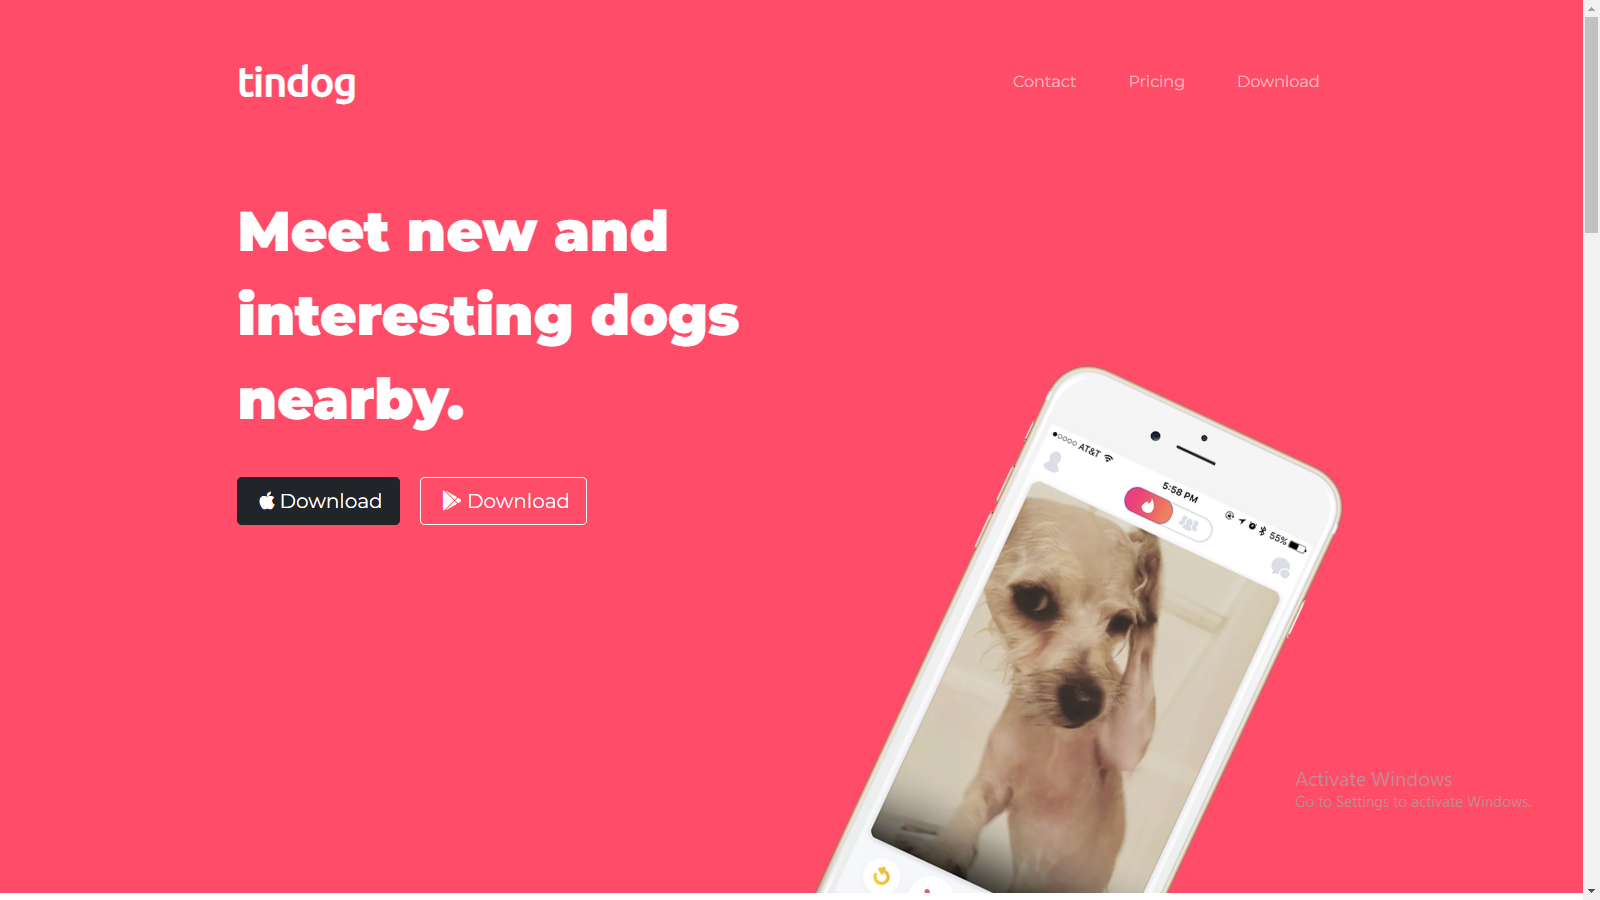 tindog
Contact Pricing Download
Meet new and
interesting dogs
nearby.
Download Download
AT&T
5:58 PM
55%
Activate Windows
Go to Settings to activate Windows.